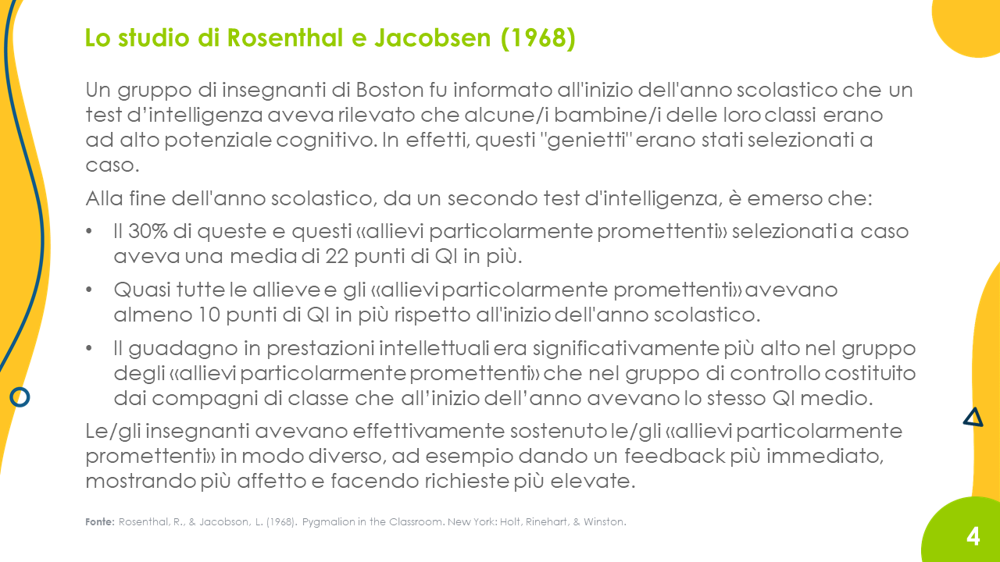 Lo studio di Rosenthal e Jacobsen (1968)
Un gruppo di insegnanti di Boston fu informato all'inizio dell'anno scolastico che un
test d’intelligenza aveva rilevato che alcune/i bambine/i delle loro classi erano
ad alto potenziale cognitivo. In effetti, questi "genietti" erano stati selezionati a
caso.
Alla fine dell'anno scolastico, da un secondo test d'intelligenza, è emerso che:
• Il 30% di queste e questi «allievi particolarmente promettenti» selezionati a caso
aveva una media di 22 punti di QI in più.
• Quasi tutte le allieve e gli «allievi particolarmente promettenti» avevano
almeno 10 punti di QI in più rispetto all'inizio dell'anno scolastico.
• Il guadagno in prestazioni intellettuali era significativamente più alto nel gruppo
degli «allievi particolarmente promettenti» che nel gruppo di controllo costituito
dai compagni di classe che all’inizio dell’anno avevano lo stesso QI medio.
Le/gli insegnanti avevano effettivamente sostenuto le/gli «allievi particolarmente
promettenti» in modo diverso, ad esempio dando un feedback più immediato,
mostrando più affetto e facendo richieste più elevate.
Fonte: Rosenthal, R., & Jacobson, L. (1968). Pygmalion in the Classroom. New York: Holt, Rinehart, & Winston.
4